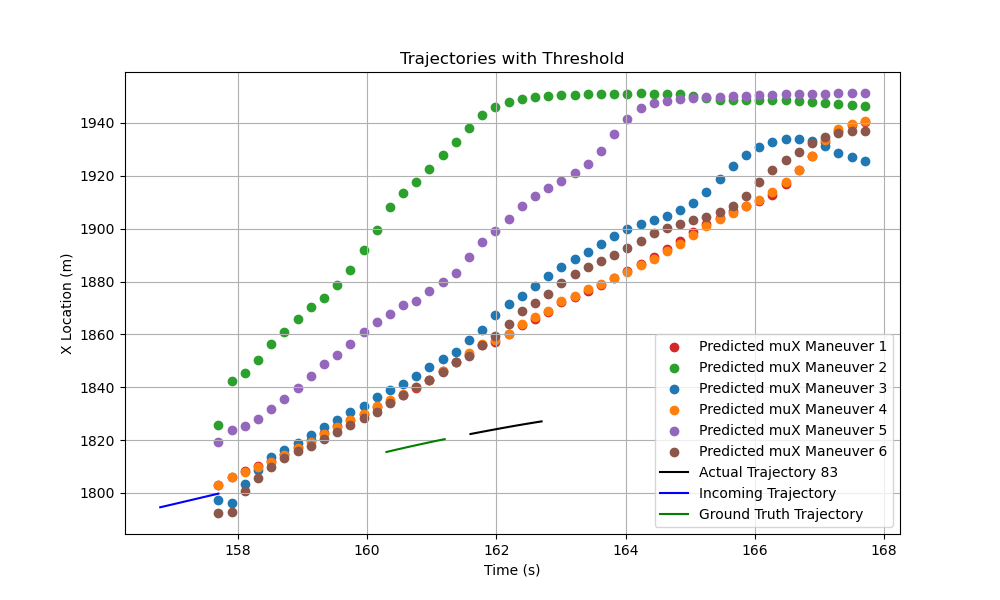 Trajectories with Threshold
X Location (m)
1940
1920
1900
1880
1860
1840
1820
1800
Predicted muX Maneuver 1
Predicted muX Maneuver 2
Predicted muX Maneuver 3
Predicted muX Maneuver 4
Predicted muX Maneuver 5
Predicted muX Maneuver 6
Actual Trajectory 83
Incoming Trajectory
Ground Truth Trajectory
158 160 162 164 166 168
Time (s)